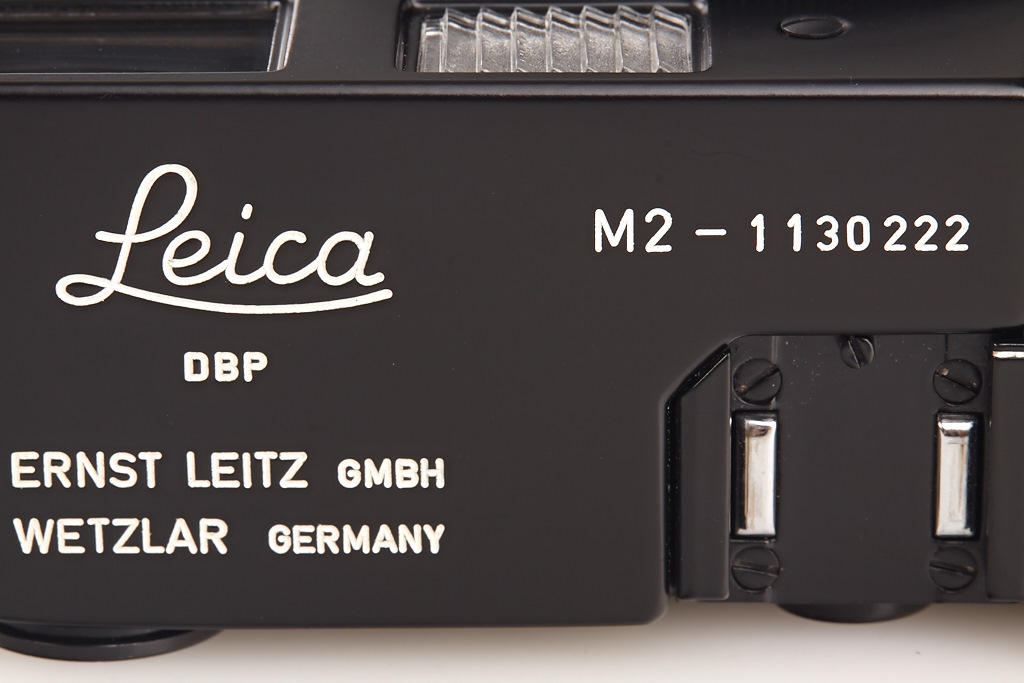 Leica
M2 - 1130222
DBP
ERNST LEITZ GMBH
WETZLAR GERMANY